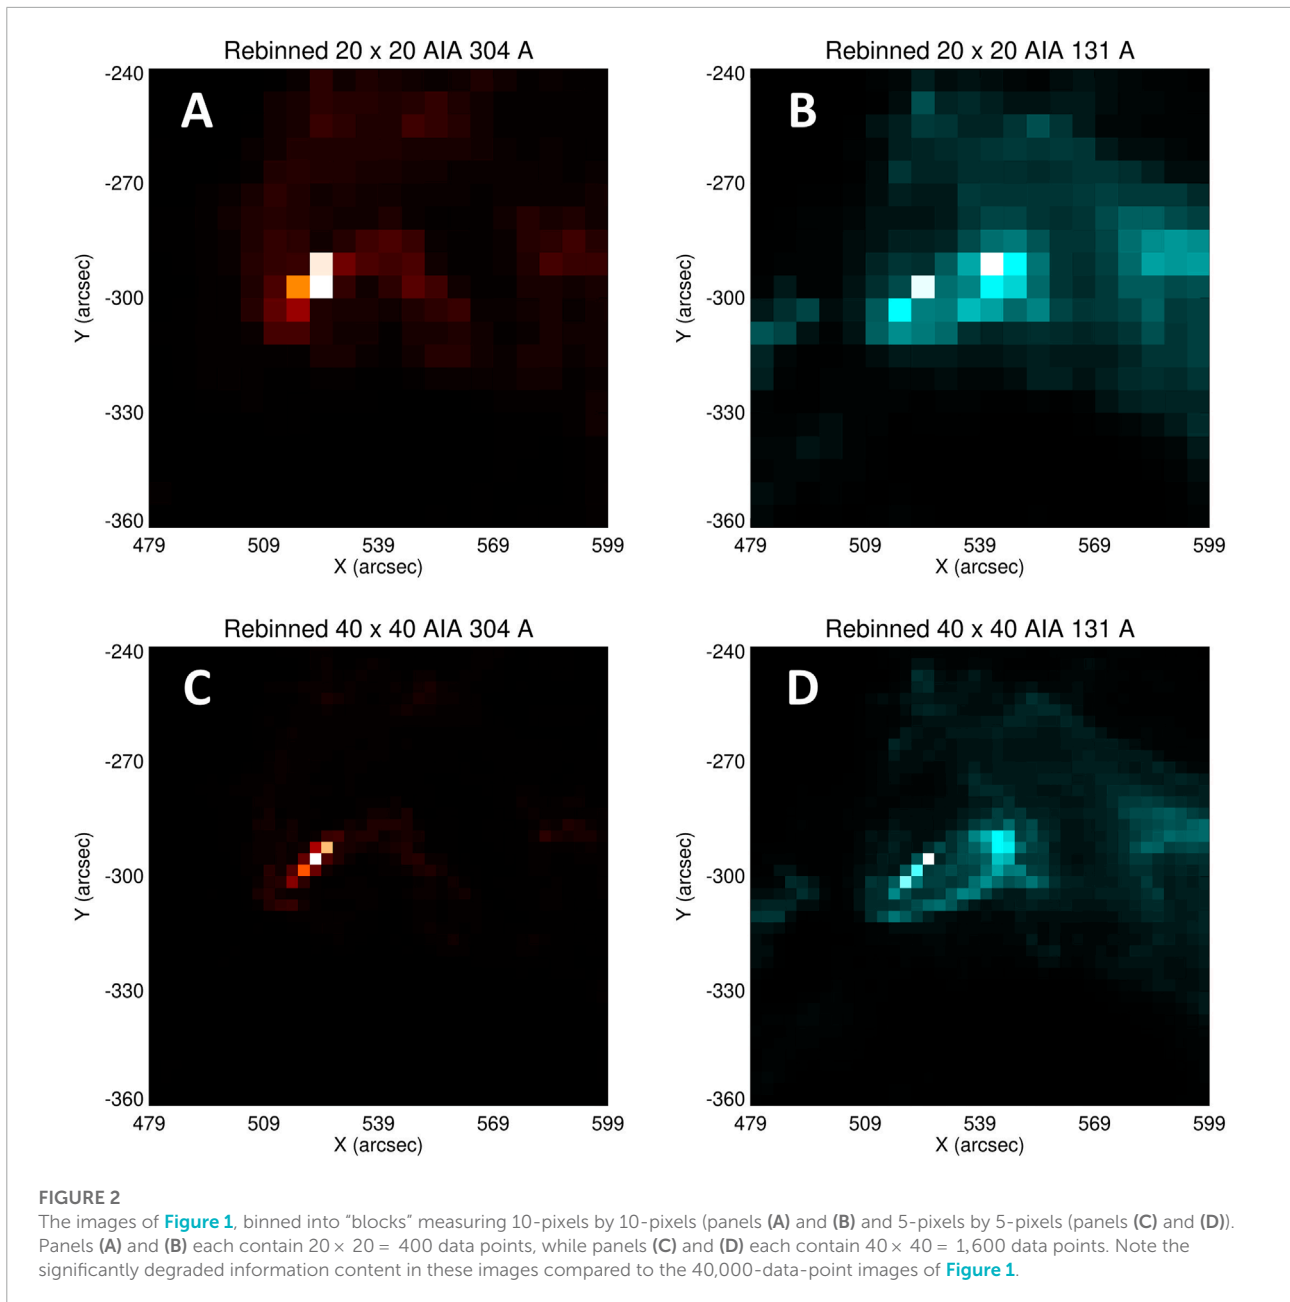 Rebinned 20 x 20 AIA 304 A
Rebinned 20 x 20 AIA 131 A
A
B
-240
-270
-300
-330
-360
Y (arcsec)
479 509 539 569 599
X (arcsec)
-240
-270
-300
-330
-360
Y (arcsec)
479 509 539 569 599
X (arcsec)
Rebinned 40 x 40 AIA 304 A
Rebinned 40 x 40 AIA 131 A
C
D
-240
-270
-300
-330
-360
Y (arcsec)
479 509 539 569 599
X (arcsec)
-240
-270
-300
-330
-360
Y (arcsec)
479 509 539 569 599
X (arcsec)
FIGURE 2
The images of Figure 1, binned into “blocks” measuring 10-pixels by 10-pixels (panels (A) and (B) and 5-pixels by 5-pixels (panels (C) and (D)).
Panels (A) and (B) each contain 20 × 20 = 400 data points, while panels (C) and (D) each contain 40 × 40 = 1,600 data points. Note the
significantly degraded information content in these images compared to the 40,000-data-point images of Figure 1.